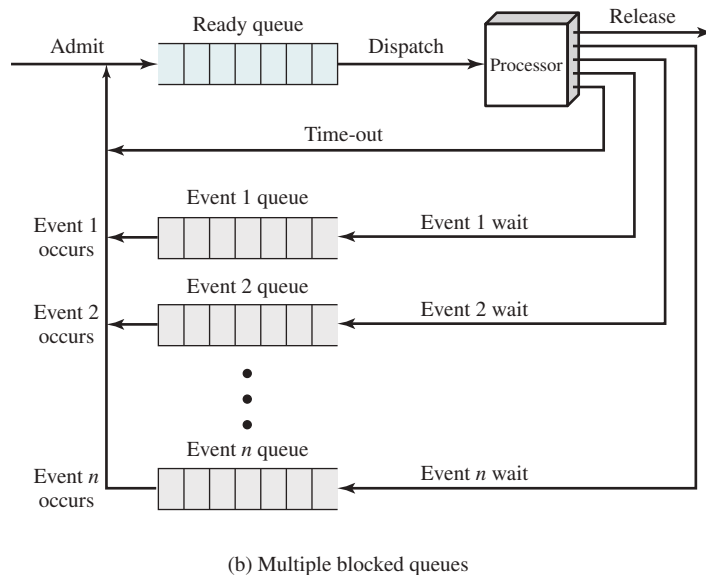 Release
Ready queue
Admit
Dispatch
Processor
Time-out
Event 1 queue
Event 1
occurs
Event 1 wait
Event 2 queue
Event 2
occurs
Event 2 wait
Event n queue
Event n
occurs
Event n wait
(b) Multiple blocked queues